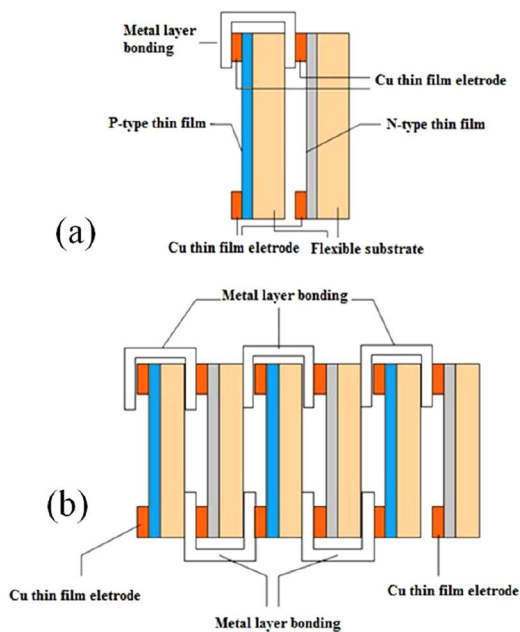 Metal layer
bonding
Cu thin film eletrode
P-type thin film
N-type thin film
(a)
Cu thin film eletrode
Flexible substrate
Metal layer bonding
(b)
Cu thin film eletrode
Cu thin film eletrode
Metal layer bonding